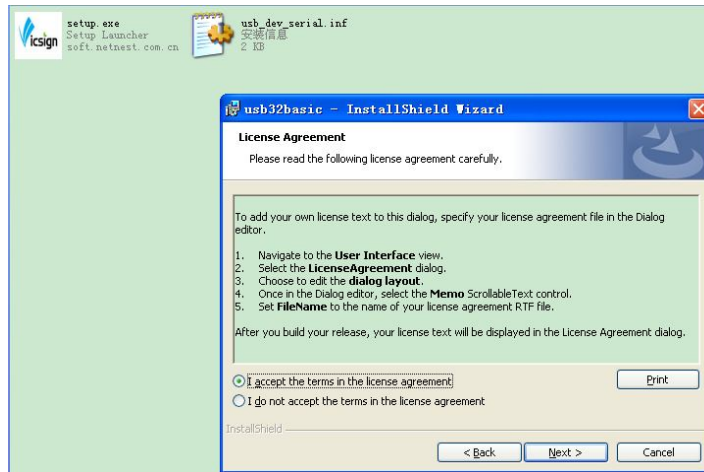 icsign
setup.exe
Setup Launcher
soft.netnest.com.cn
usb_dev_serial.inf
安装信息
2 KB
usb32basic - InstallShield Wizard
License Agreement
Please read the following license agreement carefully.
To add your own license text to this dialog, specify your license agreement file in the Dialog
editor.
1. Navigate to the User Interface view.
2. Select the LicenseAgreement dialog.
3. Choose to edit the dialog layout.
4. Once in the Dialog editor, select the Memo ScrollableText control.
5. Set FileName to the name of your license agreement RTF file.
After you build your release, your license text will be displayed in the License Agreement dialog.
I accept the terms in the license agreement
Print
I do not accept the terms in the license agreement
InstallShield
< Back
Next >
Cancel